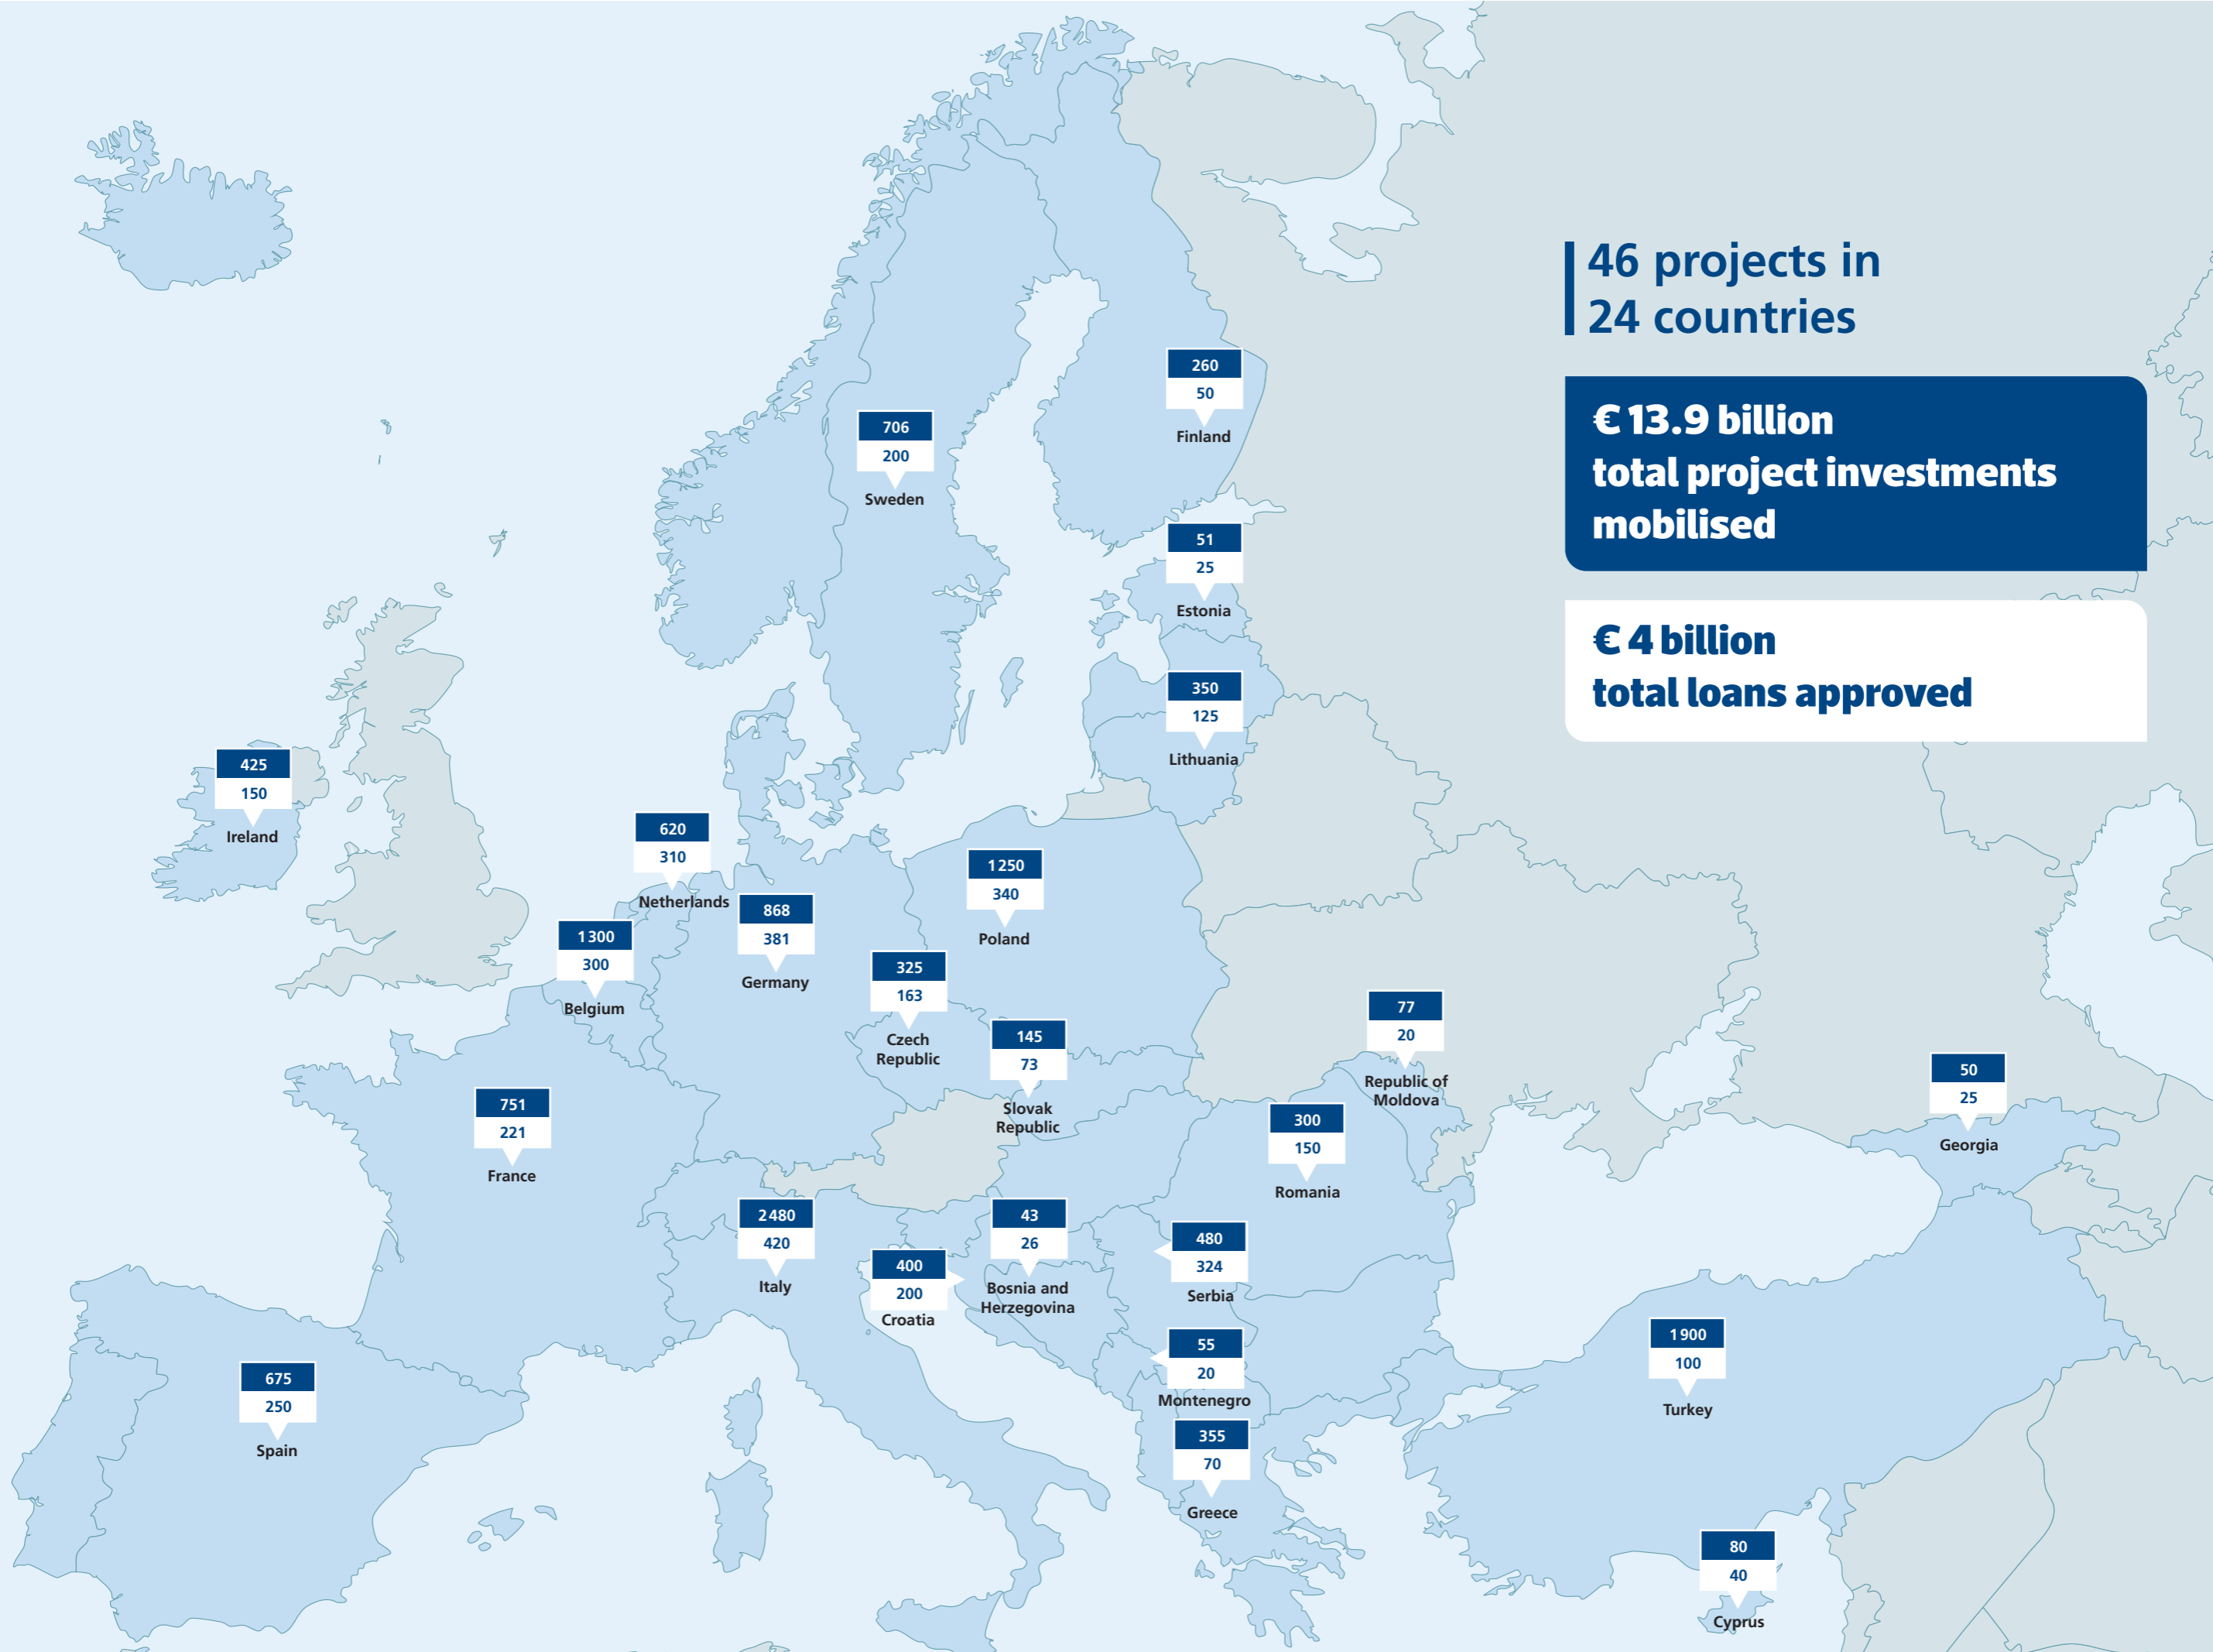 46 projects in
24 countries
€ 13.9 billion
total project investments
mobilised
€ 4 billion
total loans approved
260
50
Finland
706
200
Sweden
51
25
Estonia
350
125
Lithuania
425
150
Ireland
620
310
Netherlands
1 250
340
Poland
868
381
Germany
1 300
300
Belgium
325
163
Czech
Republic
77
20
Republic of
Moldova
145
73
Slovak
Republic
50
25
Georgia
751
221
France
300
150
Romania
2 480
420
Italy
43
26
Bosnia and
Herzegovina
480
324
Serbia
400
200
Croatia
1 900
100
Turkey
55
20
Montenegro
675
250
Spain
355
70
Greece
80
40
Cyprus